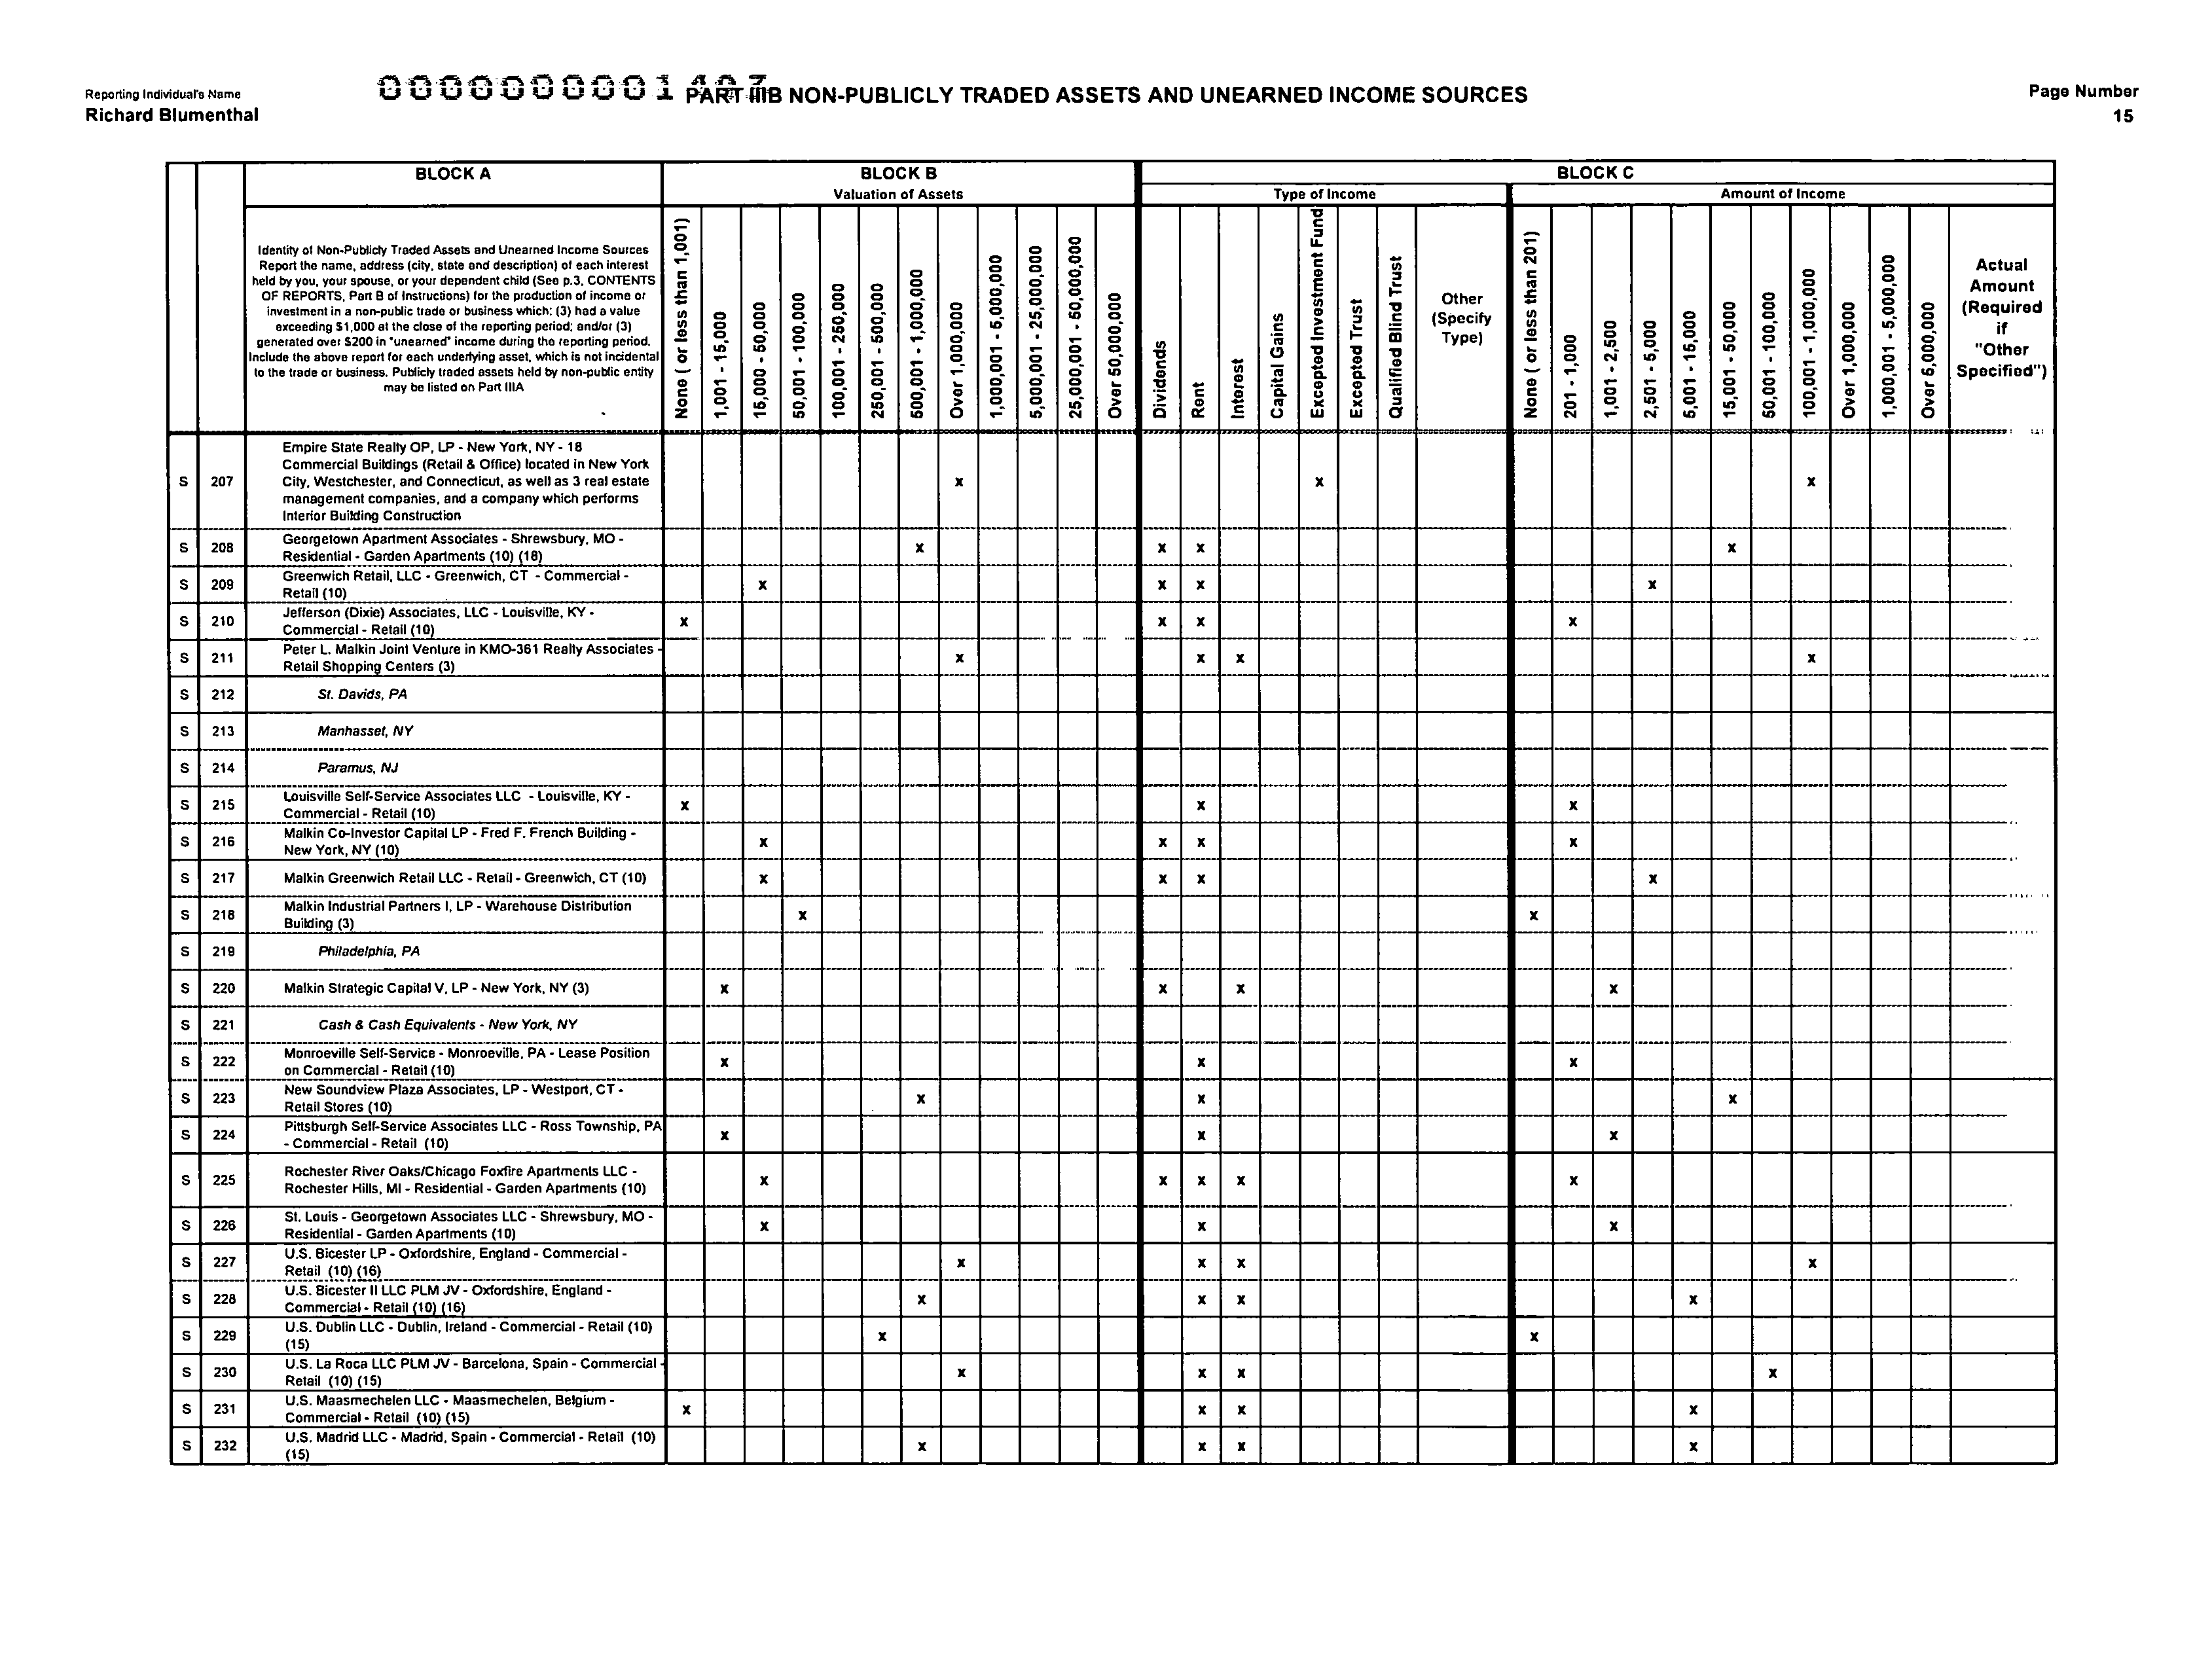 Reporting Individual's Name
Richard Blumenthal
PART IIIB NON-PUBLICLY TRADED ASSETS AND UNEARNED INCOME SOURCES
Page Number
15
BLOCK A
BLOCK B
BLOCK C
Valuation of Assets
Type of Income
Amount of Income
Identity of Non-Publicly Traded Assets and Unearned Income Sources
Report the name, address (city, state and description) of each interest
held by you, your spouse, or your dependent child (See p.3, CONTENTS
OF REPORTS, Part B of Instructions) for the production of income or
investment in a non-public trade or business which: (3) had a value
exceeding $1,000 at the close of the reporting period; and/or (3)
generated over $200 in "unearned" income during the reporting period.
Include the above report for each underlying asset, which is not incidental
to the trade or business. Publicly traded assets held by non-public entity
may be listed on Part IIIA
None ( or less than 1,001)
1,001 - 15,000
15,000 - 50,000
50,001 - 100,000
100,001 - 250,000
250,001 - 500,000
500,001 - 1,000,000
Over 1,000,000
1,000,001 - 5,000,000
5,000,001 - 25,000,000
25,000,001 - 50,000,000
Over 50,000,000
Dividends
Rent
Interest
Capital Gains
Excepted Investment Fund
Excepted Trust
Qualified Blind Trust
Other
(Specify
Type)
None ( or less than 201)
201 - 1,000
1,001 - 2,500
2,501 - 5,000
5,001 - 15,000
15,001 - 50,000
50,001 - 100,000
100,001 - 1,000,000
Over 1,000,000
1,000,001 - 5,000,000
Over 5,000,000
Actual
Amount
(Required
if
"Other
Specified")
Empire State Realty OP, LP - New York, NY - 18
Commercial Buildings (Retail & Office) located in New York
S 207 City, Westchester, and Connecticut, as well as 3 real estate x x x
management companies, and a company which performs
Interior Building Construction
S 208 Georgetown Apartment Associates - Shrewsbury, MO - x x x x
Residential - Garden Apartments (10) (18)
S 209 Greenwich Retail, LLC - Greenwich, CT - Commercial - x x x x
Retail (10)
S 210 Jefferson (Dixie) Associates, LLC - Louisville, KY - x x x x
Commercial - Retail (10)
S 211 Peter L. Malkin Joint Venture in KMO-361 Realty Associates - x x x x
Retail Shopping Centers (3)
S 212 St. Davids, PA
S 213 Manhasset, NY
S 214 Paramus, NJ
S 215 Louisville Self-Service Associates LLC - Louisville, KY - x x x
Commercial - Retail (10)
S 216 Malkin Co-Investor Capital LP - Fred F. French Building - x x x x
New York, NY (10)
S 217 Malkin Greenwich Retail LLC - Retail - Greenwich, CT (10) x x x x
S 218 Malkin Industrial Partners I, LP - Warehouse Distribution x x
Building (3)
S 219 Philadelphia, PA
S 220 Malkin Strategic Capital V, LP - New York, NY (3) x x x x
S 221 Cash & Cash Equivalents - New York, NY
S 222 Monroeville Self-Service - Monroeville, PA - Lease Position x x x
on Commercial - Retail (10)
S 223 New Soundview Plaza Associates, LP - Westport, CT - x x x
Retail Stores (10)
S 224 Pittsburgh Self-Service Associates LLC - Ross Township, PA x x x
- Commercial - Retail (10)
S 225 Rochester River Oaks/Chicago Foxfire Apartments LLC - x x x x x
Rochester Hills, MI - Residential - Garden Apartments (10)
S 226 St. Louis - Georgetown Associates LLC - Shrewsbury, MO - x x x
Residential - Garden Apartments (10)
S 227 U.S. Bicester LP - Oxfordshire, England - Commercial - x x x x
Retail (10) (16)
S 228 U.S. Bicester II LLC PLM JV - Oxfordshire, England - x x x x
Commercial - Retail (10) (16)
S 229 U.S. Dublin LLC - Dublin, Ireland - Commercial - Retail (10) x x
(15)
S 230 U.S. La Roca LLC PLM JV - Barcelona, Spain - Commercial - x x x x
Retail (10) (15)
S 231 U.S. Maasmechelen LLC - Maasmechelen, Belgium - x x x x
Commercial - Retail (10) (15)
S 232 U.S. Madrid LLC - Madrid, Spain - Commercial - Retail (10) x x x x
(15)